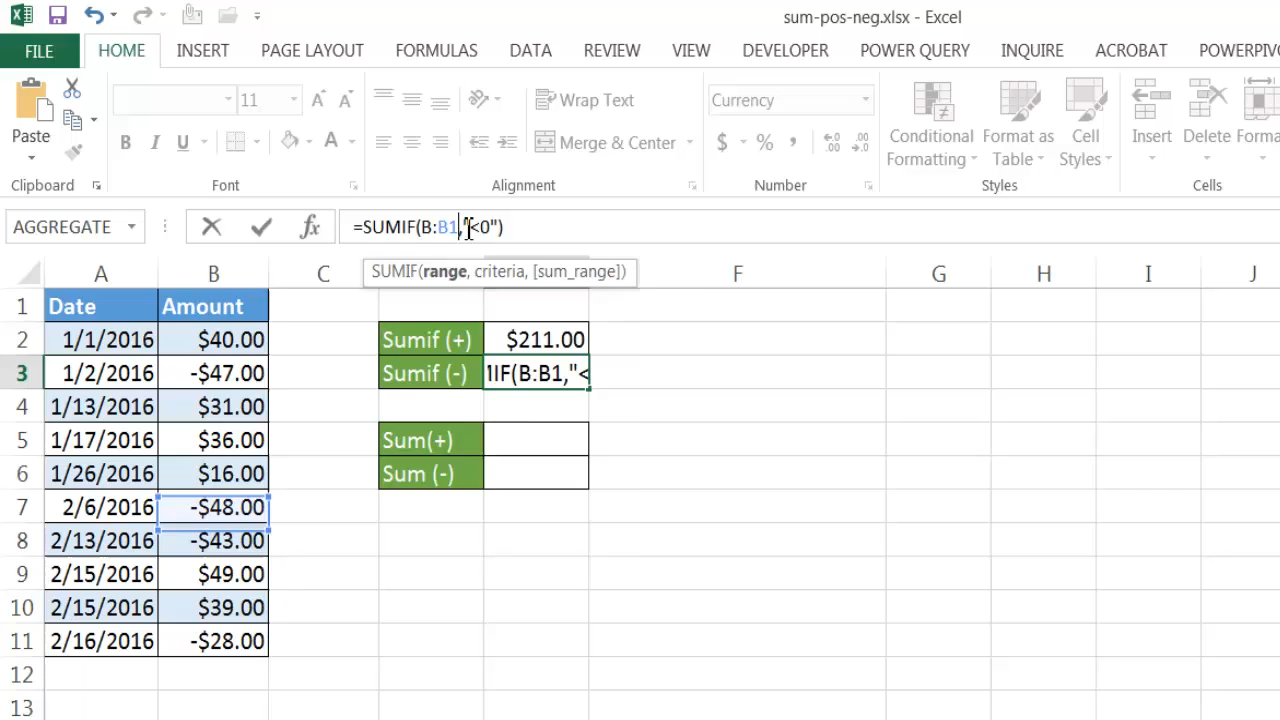 sum-pos-neg.xlsx - Excel
FILE HOME INSERT PAGE LAYOUT FORMULAS DATA REVIEW VIEW DEVELOPER POWER QUERY INQUIRE ACROBAT POWERPIV
Paste
Clipboard
11
B I U A
Font
Wrap Text
Merge & Center
Alignment
Currency
$ % , .00 .0
Number
Conditional Formatting
Format as Table
Cell Styles
Styles
Insert Delete Forma
Cells
AGGREGATE fx =SUMIF(B:B1,"<0")
SUMIF(range, criteria, [sum_range])
A B C F G H I J
1 Date Amount
2 1/1/2016 $40.00 Sumif (+) $211.00
3 1/2/2016 -$47.00 Sumif (-) IIF(B:B1,"<
4 1/13/2016 $31.00
5 1/17/2016 $36.00 Sum(+)
6 1/26/2016 $16.00 Sum (-)
7 2/6/2016 -$48.00
8 2/13/2016 -$43.00
9 2/15/2016 $49.00
10 2/15/2016 $39.00
11 2/16/2016 -$28.00
12
13